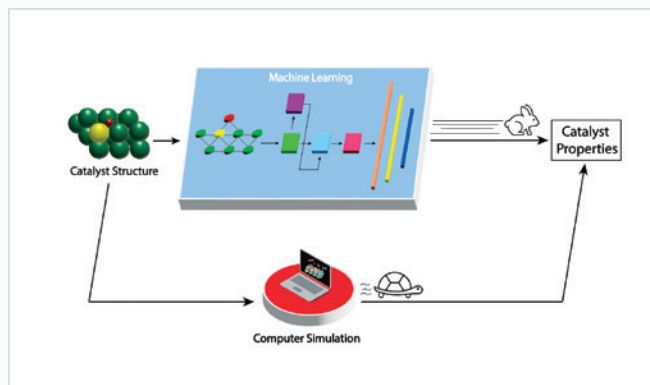 Machine Learning
Catalyst Structure
Catalyst
Properties
Computer Simulation